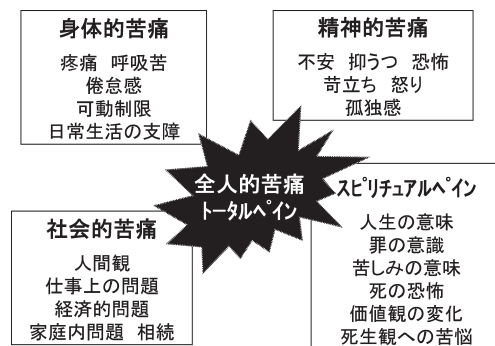 身体的苦痛
疼痛 呼吸苦
倦怠感
可動制限
日常生活の支障
精神的苦痛
不安 抑うつ 恐怖
苛立ち 怒り
孤独感
全人的苦痛
トータルペイン
社会的苦痛
人間観
仕事上の問題
経済的問題
家庭内問題 相続
スピリチュアルペイン
人生の意味
罪の意識
苦しみの意味
死の恐怖
価値観の変化
死生観への苦悩